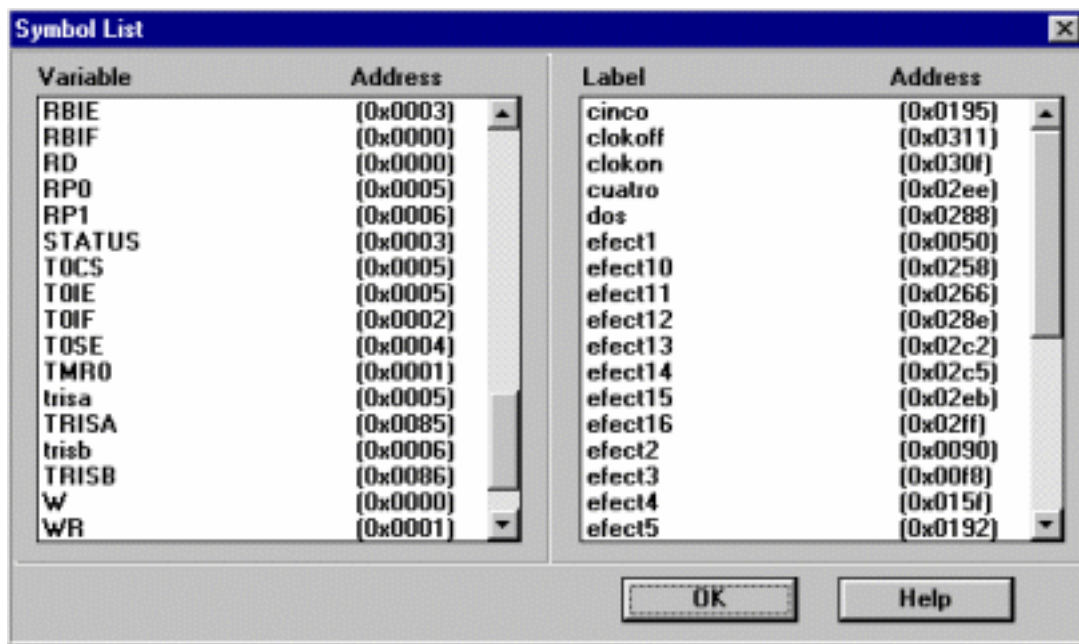 Symbol List
Variable Address
RBIE (0x0003)
RBIF (0x0000)
RD (0x0000)
RP0 (0x0005)
RP1 (0x0006)
STATUS (0x0003)
T0CS (0x0005)
T0IE (0x0005)
T0IF (0x0002)
T0SE (0x0004)
TMR0 (0x0001)
trisa (0x0005)
TRISA (0x0085)
trisb (0x0006)
TRISB (0x0086)
W (0x0000)
WR (0x0001)
Label Address
cinco (0x0195)
clokoff (0x0311)
clokon (0x030f)
cuatro (0x02ee)
dos (0x0288)
efect1 (0x0050)
efect10 (0x0258)
efect11 (0x0266)
efect12 (0x028e)
efect13 (0x02c2)
efect14 (0x02c5)
efect15 (0x02eb)
efect16 (0x02ff)
efect2 (0x0090)
efect3 (0x00f8)
efect4 (0x015f)
efect5 (0x0192)
OK Help